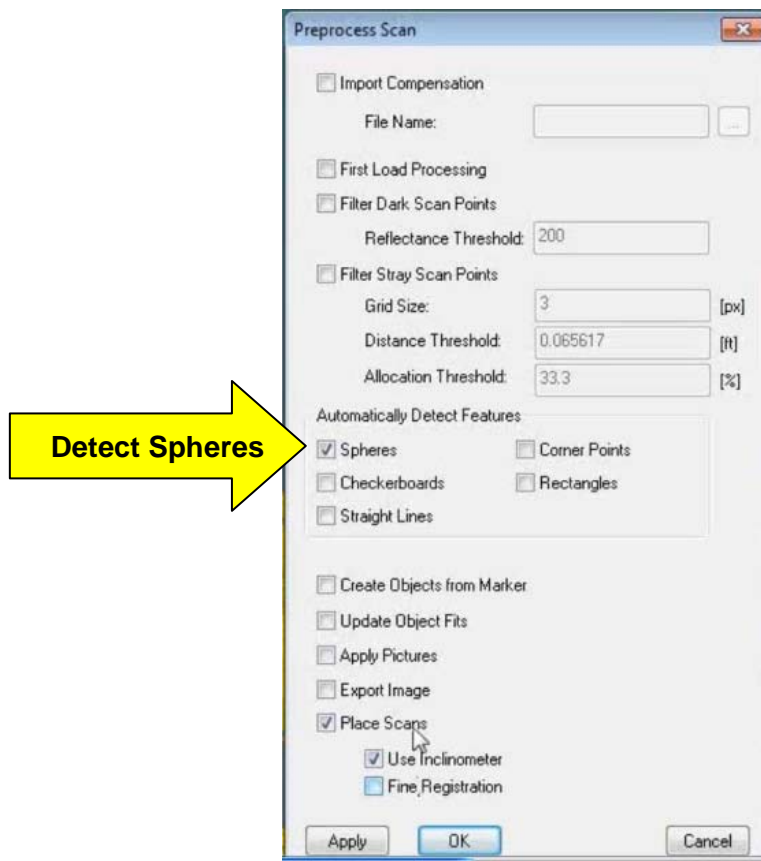 Preprocess Scan
Import Compensation
File Name:
...
First Load Processing
Filter Dark Scan Points
Reflectance Threshold: 200
Filter Stray Scan Points
Grid Size: 3 [px]
Distance Threshold: 0.065617 [ft]
Allocation Threshold: 33.3 [%]
Automatically Detect Features
Detect Spheres
Spheres Corner Points
Checkerboards Rectangles
Straight Lines
Create Objects from Marker
Update Object Fits
Apply Pictures
Export Image
Place Scans
Use Inclinometer
Fine Registration
Apply OK Cancel